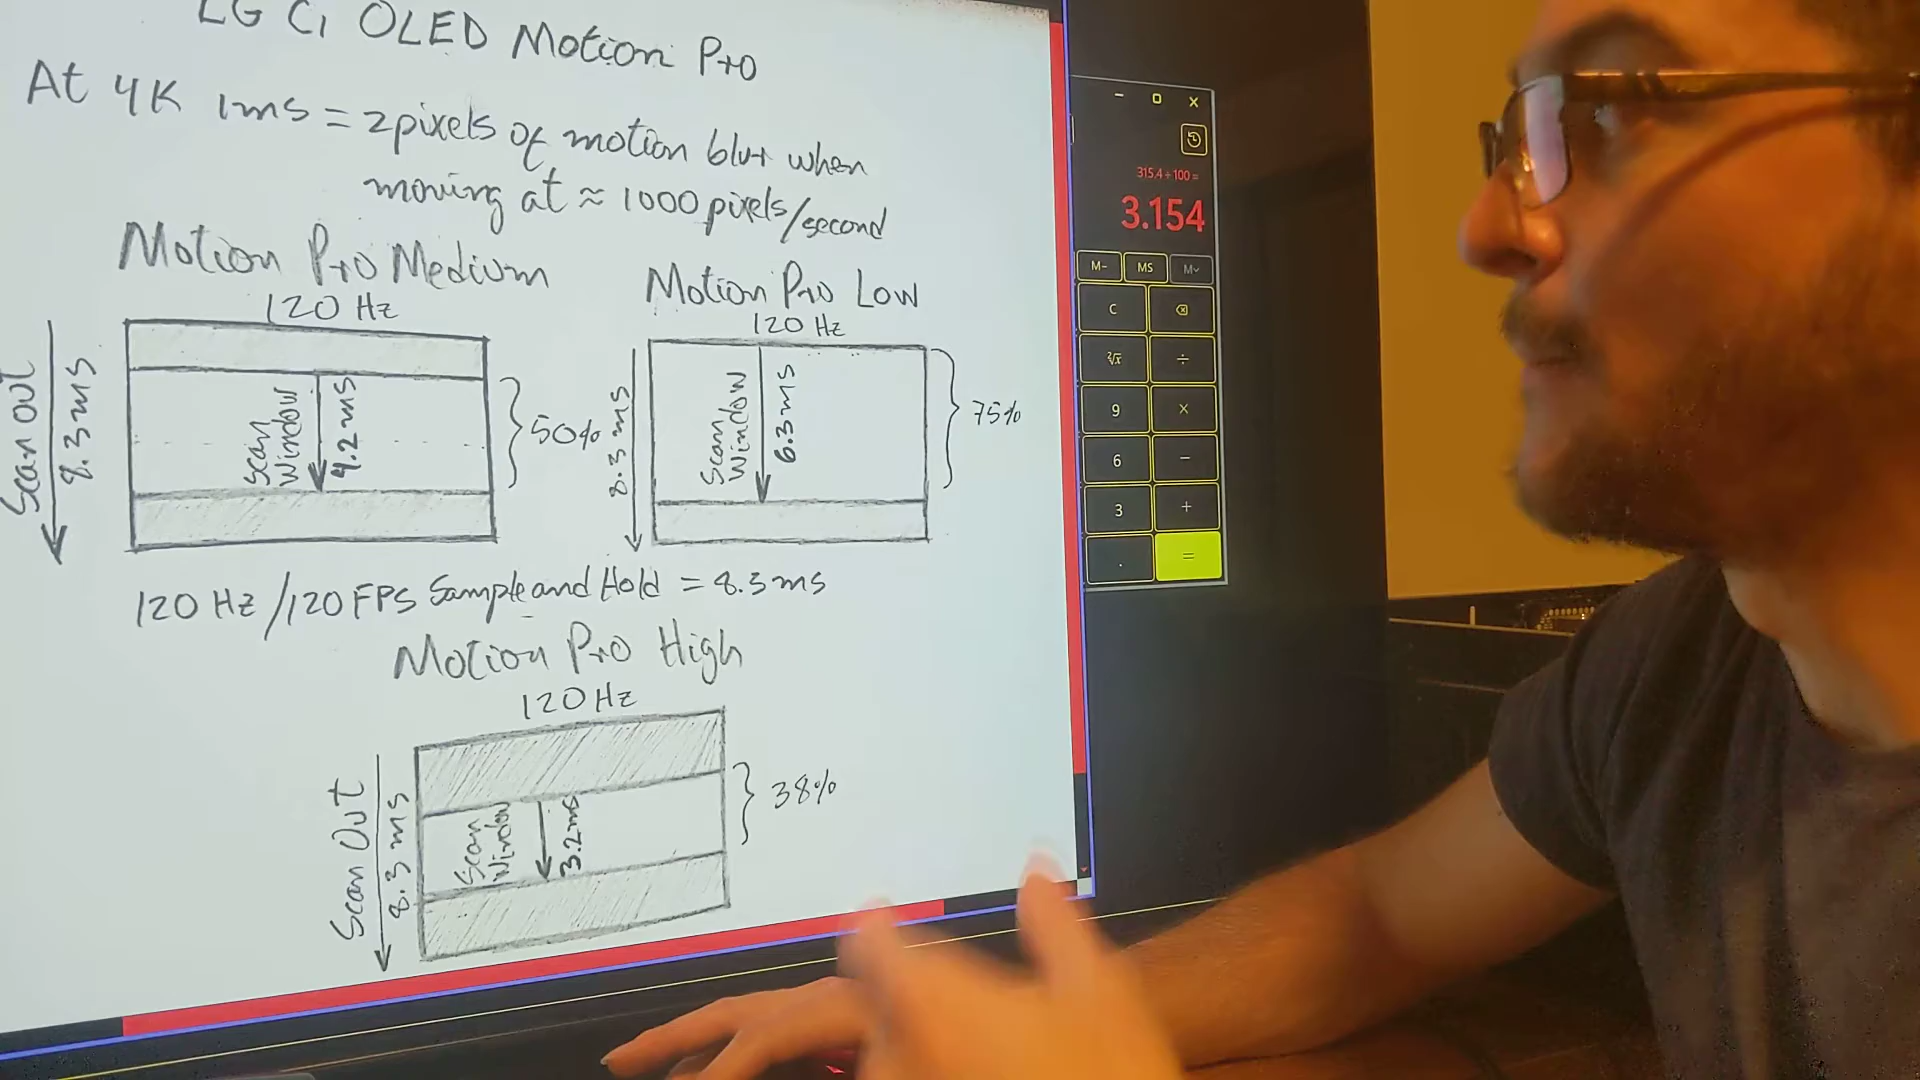 LG C1 OLED Motion Pro
At 4K 1ms = 2pixels of motion blur when
moving at ≈ 1000 pixels/second
Motion Pro Medium
120 Hz
Scan out
8.3ms
Scan
Window
4.2ms
50%
Motion Pro Low
120 Hz
8.3ms
Scan
Window
6.3ms
75%
120 Hz/120 FPS Sample and Hold = 8.3ms
Motion Pro High
120Hz
Scan Out
8.3ms
Scan
Window
3.2ms
38%
315.4 ÷ 100 =
3.154
M- MS M˅
C
²√x ÷
9 ×
6 −
3 +
. =